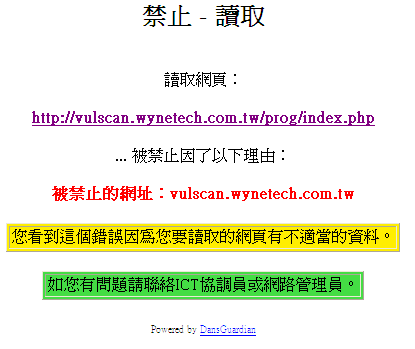 禁止 - 讀取
讀取網頁：
http://vulscan.wynetech.com.tw/prog/index.php
... 被禁止因了以下理由：
被禁止的網址：vulscan.wynetech.com.tw
您看到這個錯誤因為您要讀取的網頁有不適當的資料。
如您有問題請聯絡ICT協調員或網路管理員。
Powered by DansGuardian